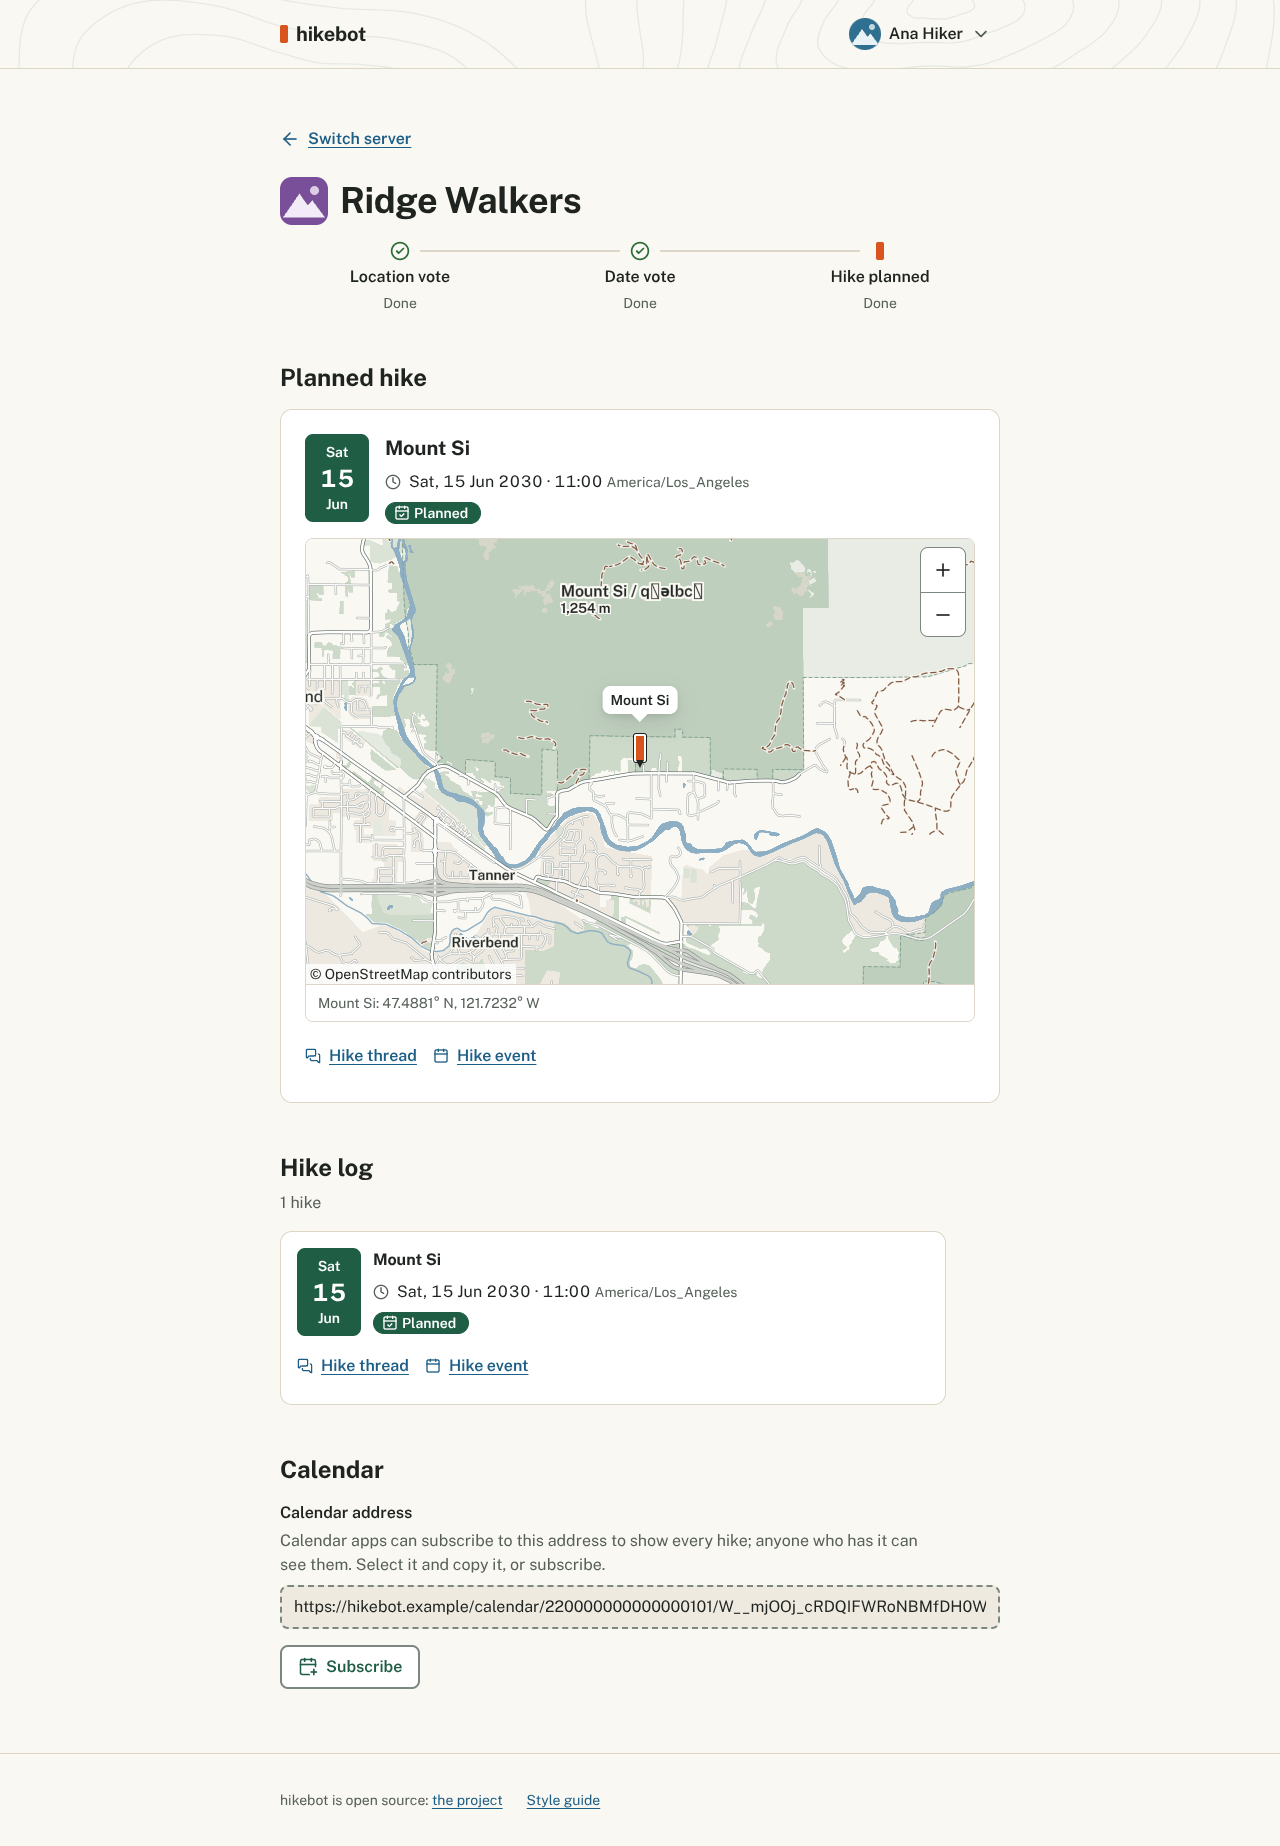 hikebot
Ana Hiker
Switch server
Ridge Walkers
Location vote
Done
Date vote
Done
Hike planned
Done
Planned hike
Sat
15
Jun
Mount Si
Sat, 15 Jun 2030 · 11:00 America/Los_Angeles
Planned
Mount Si / q▯əlbc▯
1,254 m
+
−
nd
Mount Si
Tanner
Riverbend
© OpenStreetMap contributors
Mount Si: 47.4881° N, 121.7232° W
Hike thread
Hike event
Hike log
1 hike
Sat
15
Jun
Mount Si
Sat, 15 Jun 2030 · 11:00 America/Los_Angeles
Planned
Hike thread
Hike event
Calendar
Calendar address
Calendar apps can subscribe to this address to show every hike; anyone who has it can
see them. Select it and copy it, or subscribe.
https://hikebot.example/calendar/220000000000000101/W__mjOOj_cRDQIFWRoNBMfDH0W
Subscribe
hikebot is open source: the project
Style guide